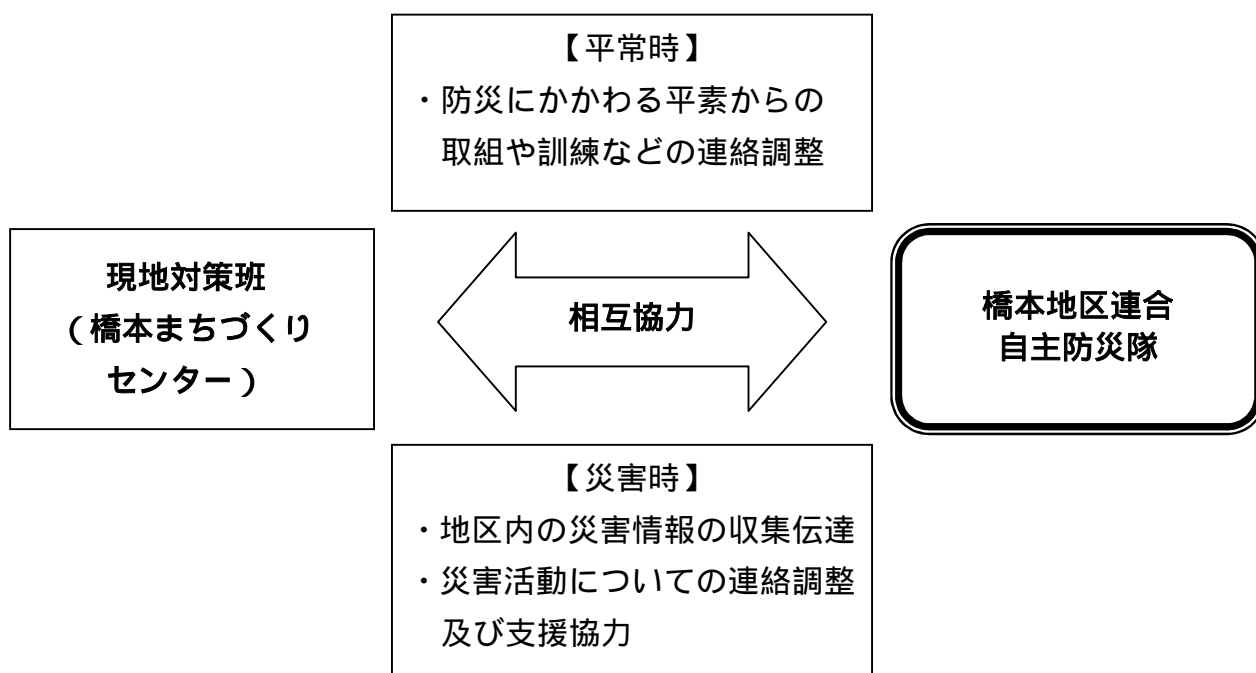 【平常時】
・防災にかかわる平素からの
取組や訓練などの連絡調整
現地対策班
（橋本まちづくり
センター）
相互協力
橋本地区連合
自主防災隊
【災害時】
・地区内の災害情報の収集伝達
・災害活動についての連絡調整
及び支援協力